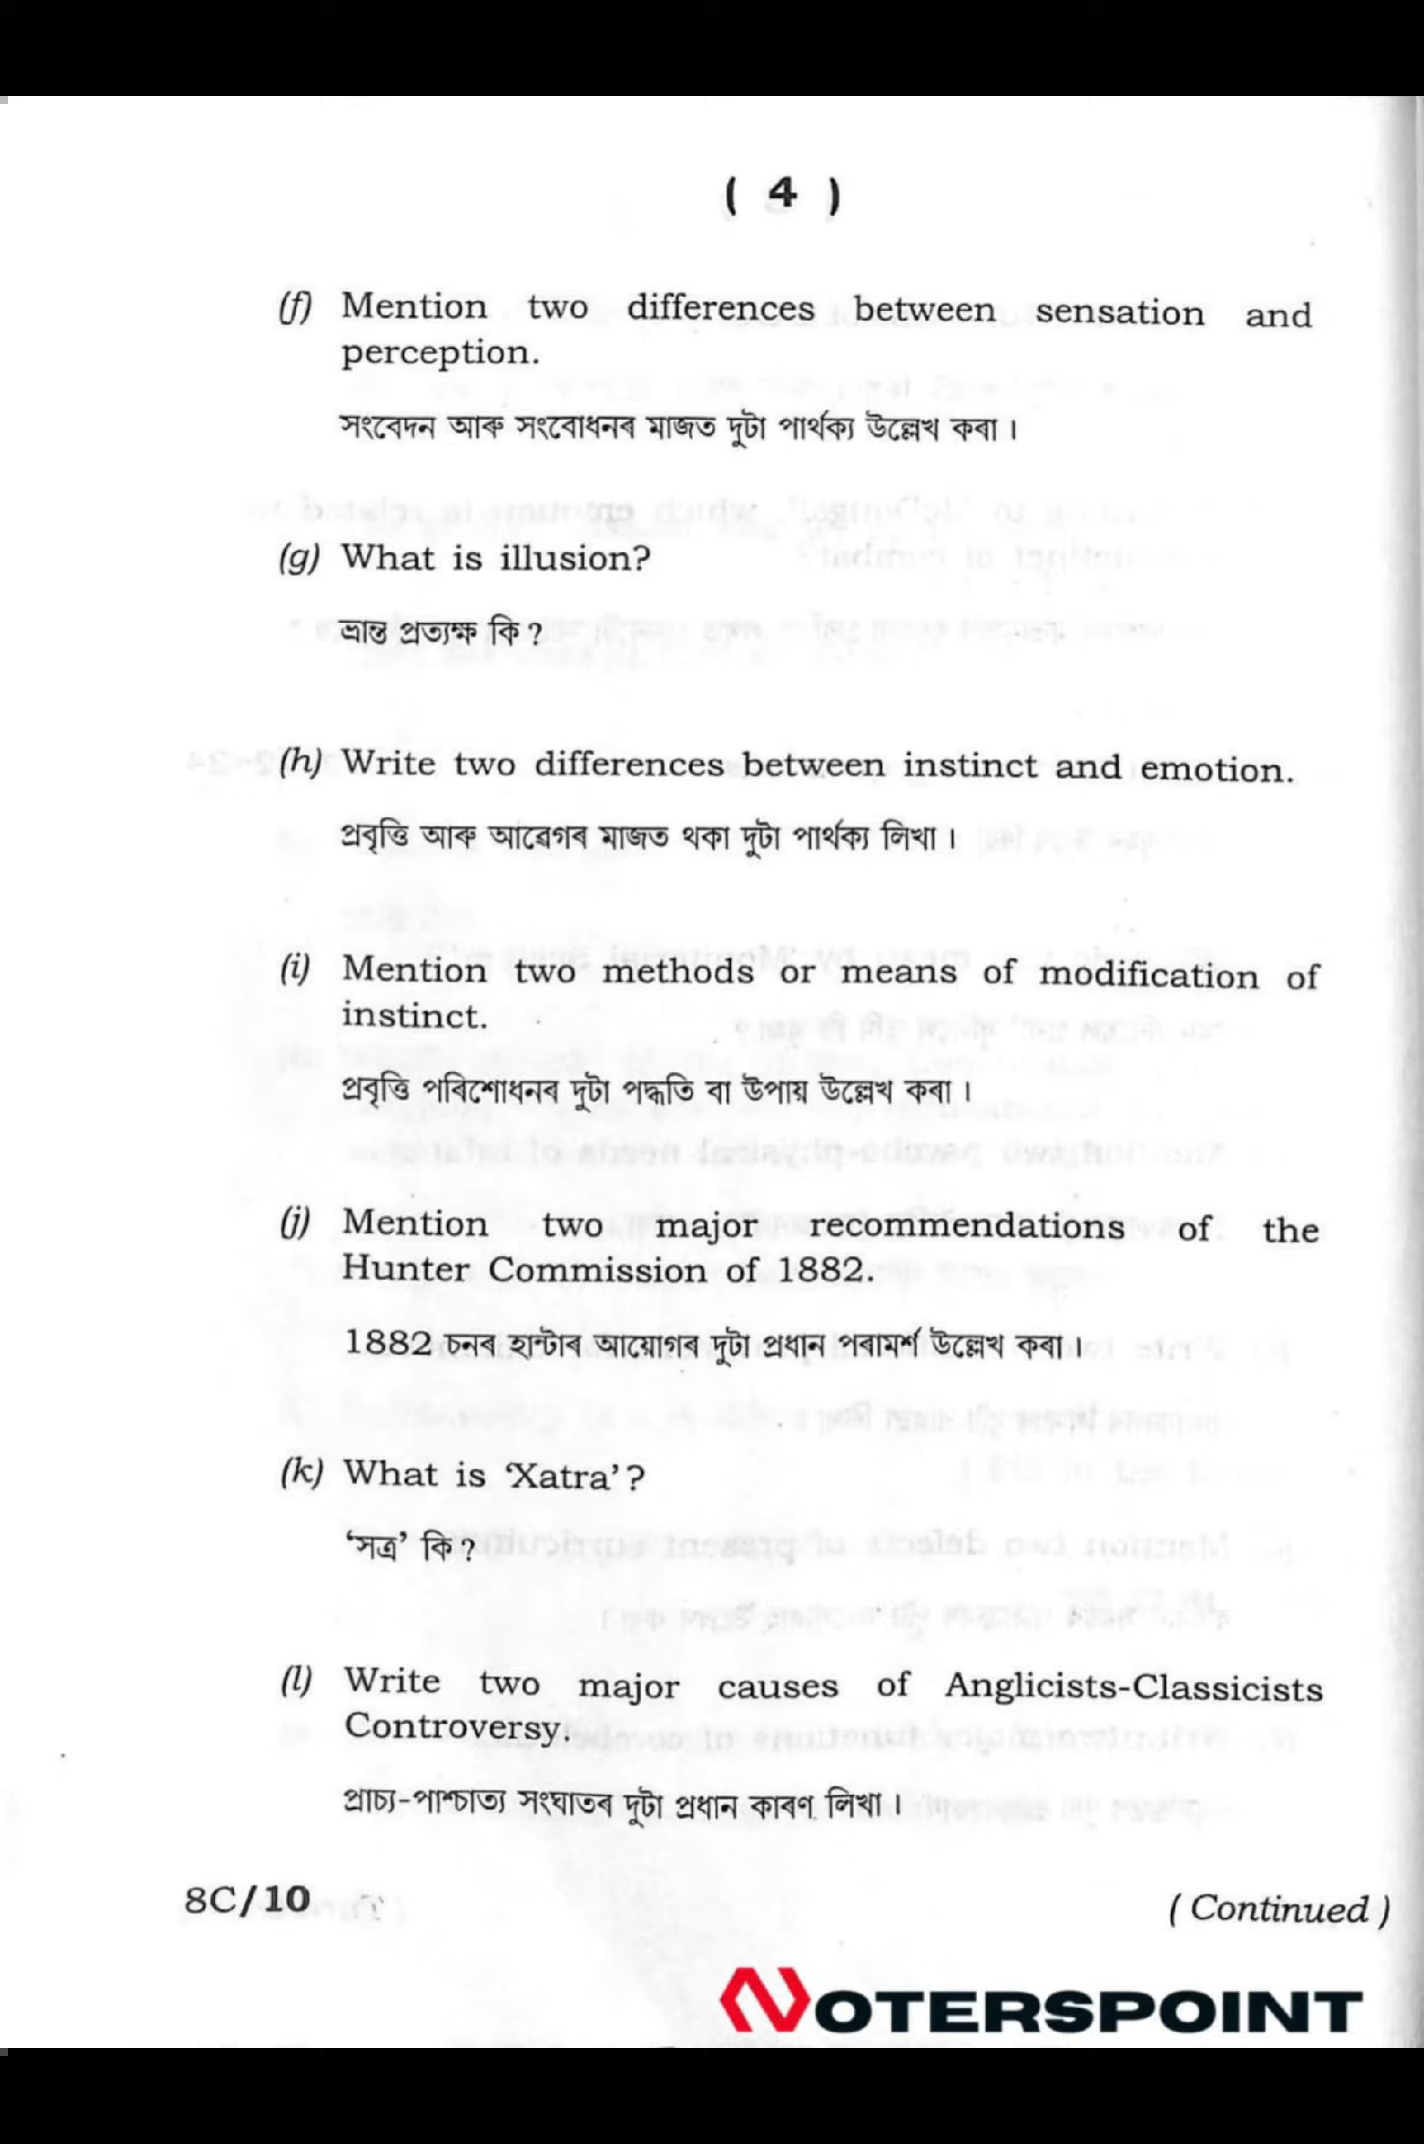 ( 4 )
(f) Mention two differences between sensation and
perception.
সংবেদন আৰু সংবোধনৰ মাজত দুটা পাৰ্থক্য উল্লেখ কৰা ।
(g) What is illusion?
ভ্ৰান্ত প্ৰত্যক্ষ কি ?
(h) Write two differences between instinct and emotion.
প্ৰবৃত্তি আৰু আৱেগৰ মাজত থকা দুটা পাৰ্থক্য লিখা ।
(i) Mention two methods or means of modification of
instinct.
প্ৰবৃত্তি পৰিশোধনৰ দুটা পদ্ধতি বা উপায় উল্লেখ কৰা ।
(j) Mention two major recommendations of the
Hunter Commission of 1882.
1882 চনৰ হান্টাৰ আয়োগৰ দুটা প্ৰধান পৰামৰ্শ উল্লেখ কৰা ।
(k) What is ‘Xatra’?
‘সত্ৰ’ কি ?
(l) Write two major causes of Anglicists-Classicists
Controversy.
প্ৰাচ্য-পাশ্চাত্য সংঘাতৰ দুটা প্ৰধান কাৰণ লিখা ।
8C/10
( Continued )
NOTERSPOINT